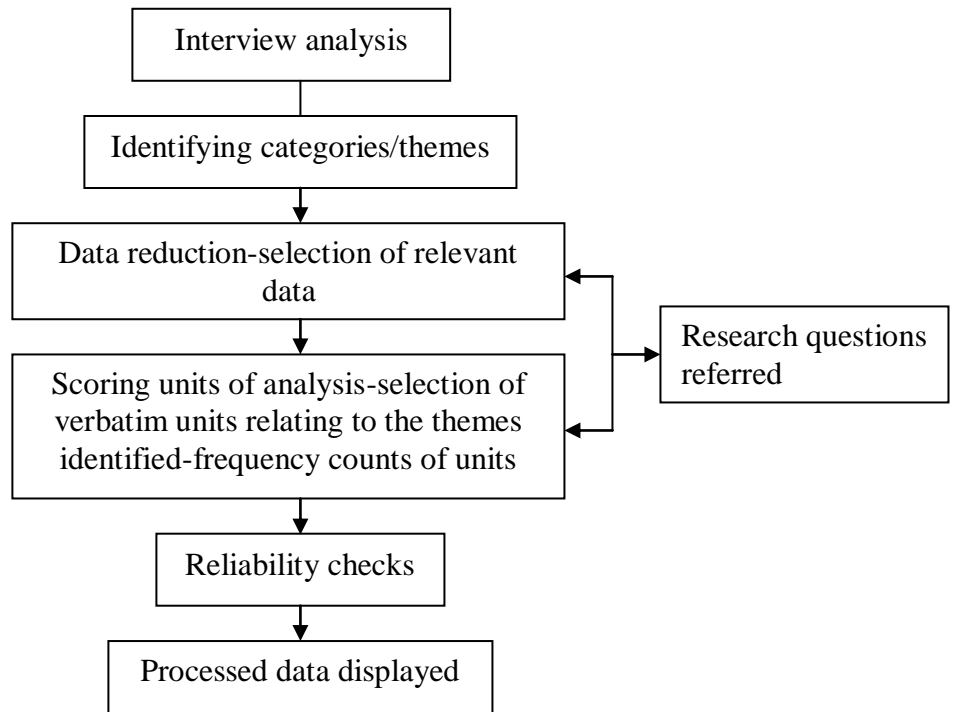 Interview analysis
Identifying categories/themes
Data reduction-selection of relevant
data
Research questions
referred
Scoring units of analysis-selection of
verbatim units relating to the themes
identified-frequency counts of units
Reliability checks
Processed data displayed